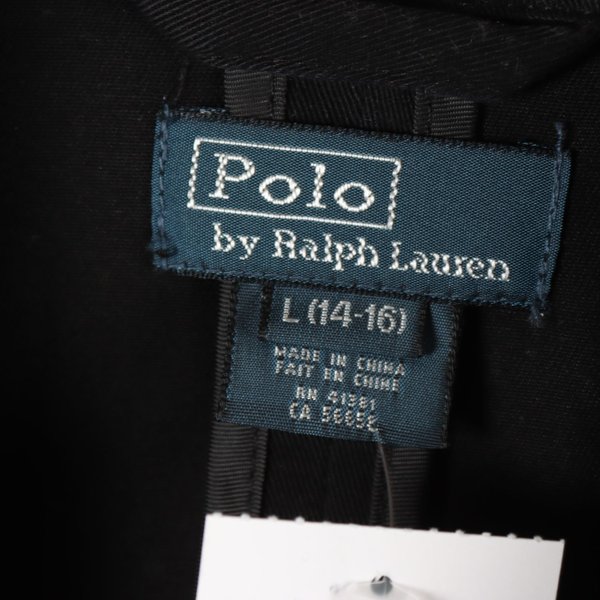 Polo
by Ralph Lauren
L (14-16)
MADE IN CHINA
FAIT EN CHINE
RN 41381
CA 56658